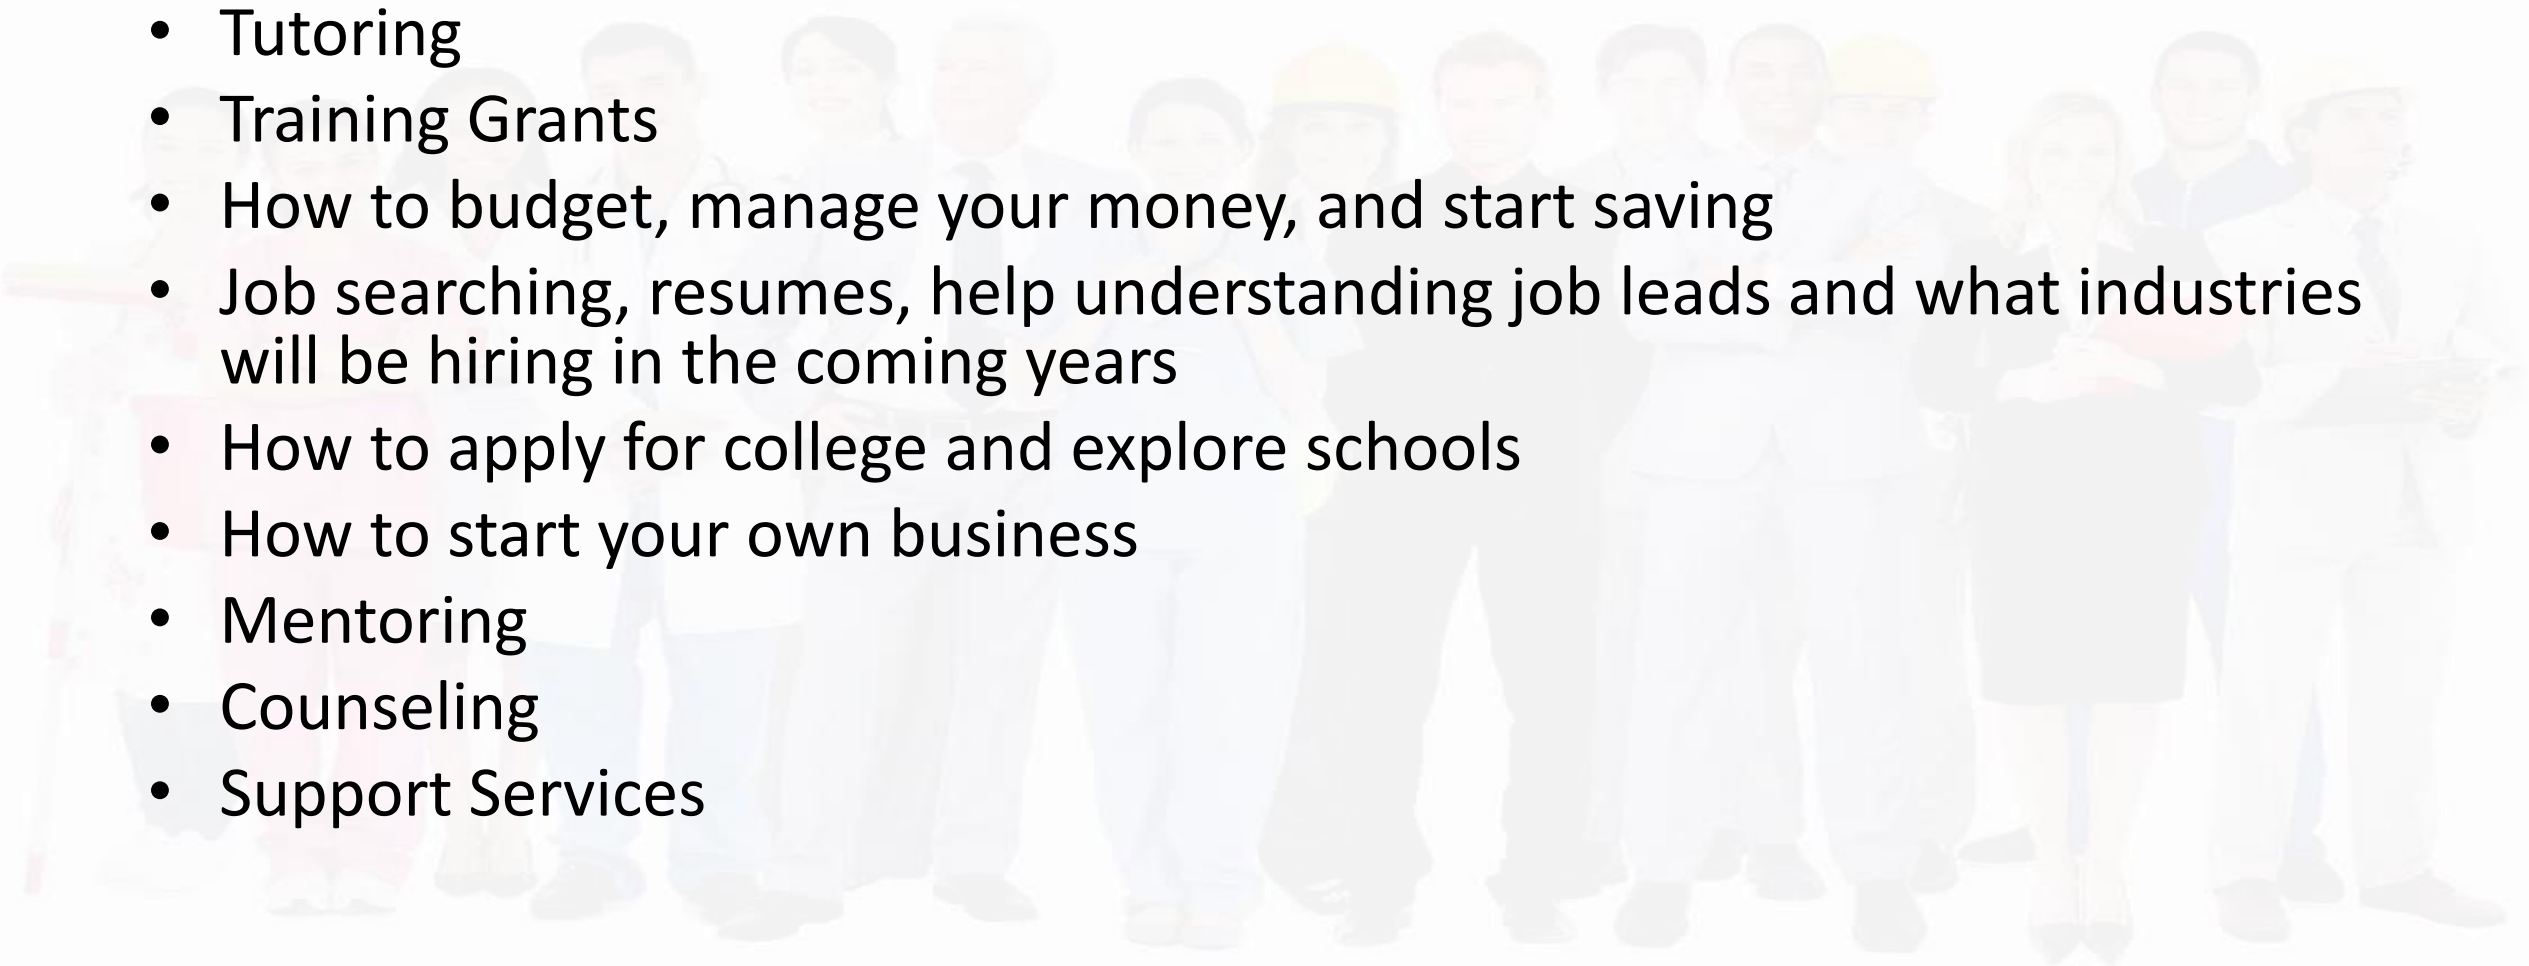 • Tutoring
• Training Grants
• How to budget, manage your money, and start saving
• Job searching, resumes, help understanding job leads and what industries
will be hiring in the coming years
• How to apply for college and explore schools
• How to start your own business
• Mentoring
• Counseling
• Support Services